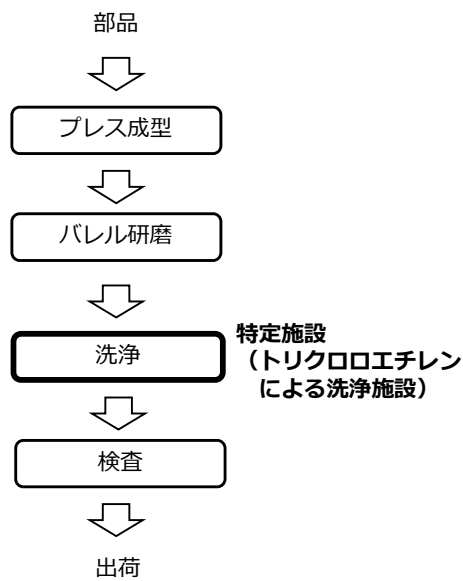 部品
プレス成型
バレル研磨
洗浄
特定施設
（トリクロロエチレン
による洗浄施設）
検査
出荷